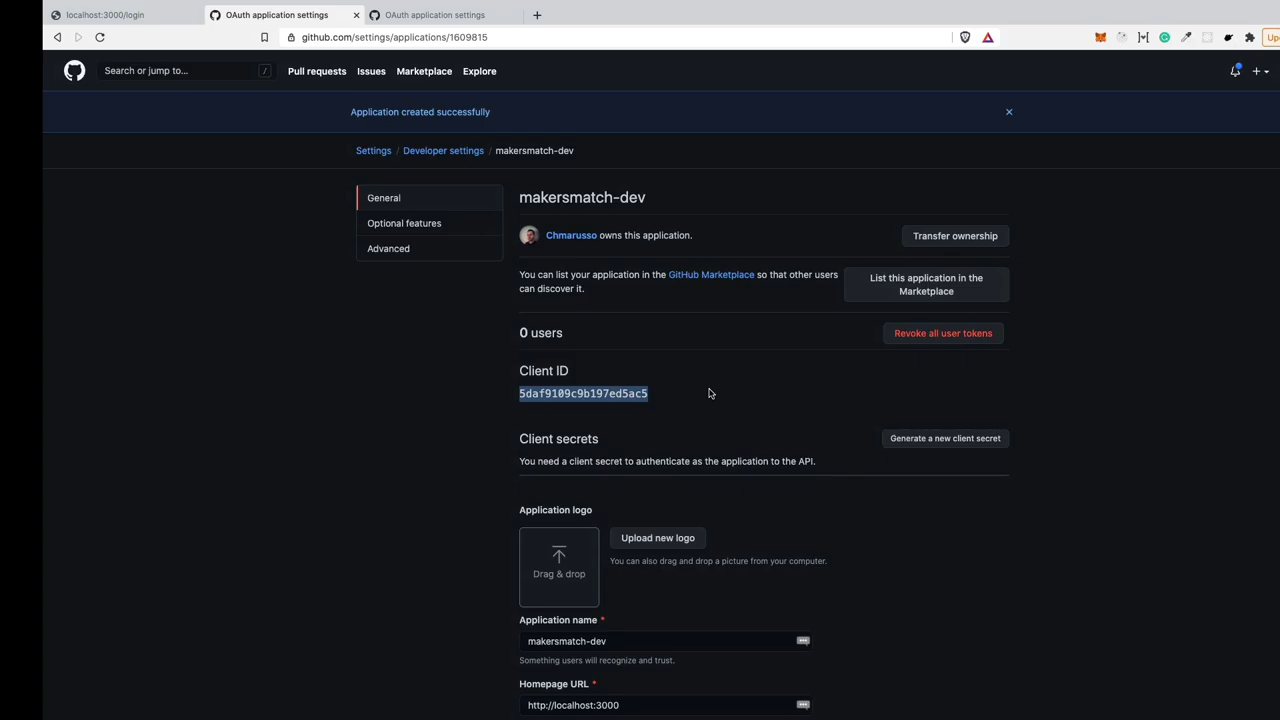 localhost:3000/login
OAuth application settings
OAuth application settings
github.com/settings/applications/1609815
Search or jump to...
/
Pull requests
Issues
Marketplace
Explore
Application created successfully
Settings / Developer settings / makersmatch-dev
General
Optional features
Advanced
makersmatch-dev
Chmarusso owns this application.
Transfer ownership
You can list your application in the GitHub Marketplace so that other users
can discover it.
List this application in the
Marketplace
0 users
Revoke all user tokens
Client ID
5daf9109c9b197ed5ac5
Client secrets
Generate a new client secret
You need a client secret to authenticate as the application to the API.
Application logo
Drag & drop
Upload new logo
You can also drag and drop a picture from your computer.
Application name *
makersmatch-dev
Something users will recognize and trust.
Homepage URL *
http://localhost:3000